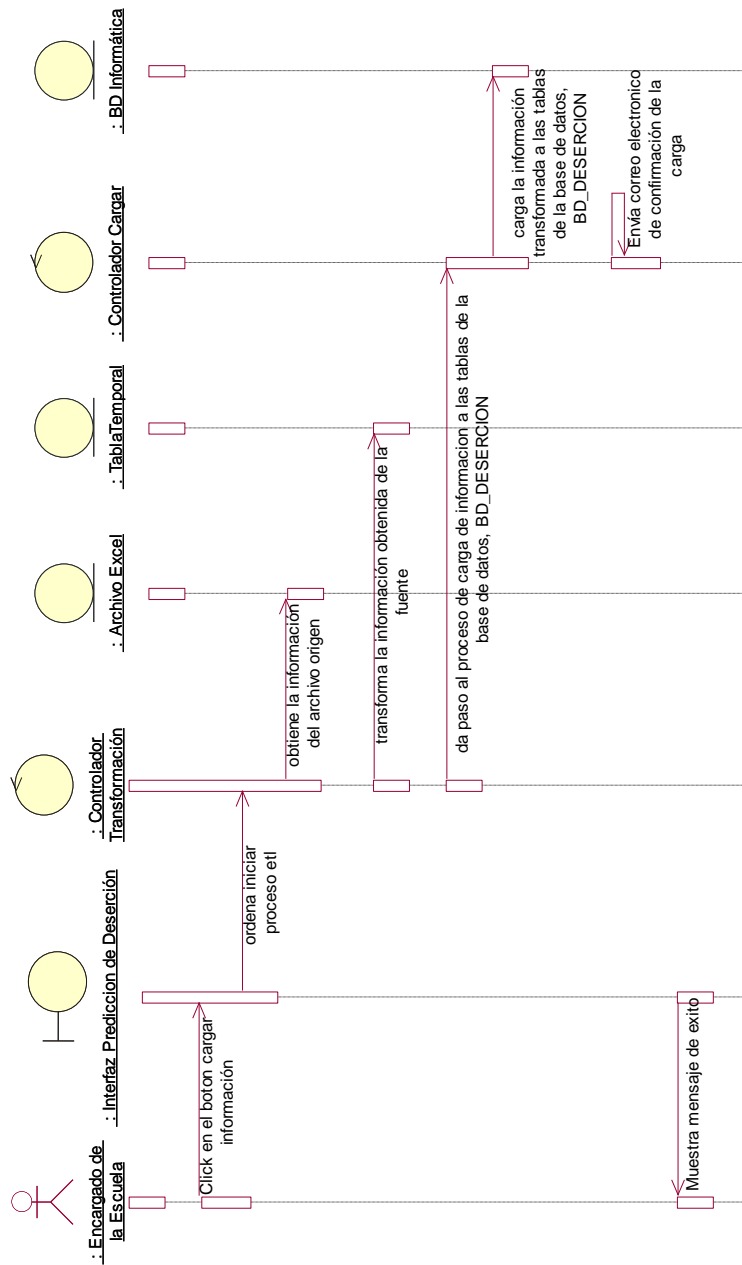 : Encargado de
la Escuela
: Interfaz Prediccion de Deserción
: Controlador
Transformación
: Archivo Excel
: TablaTemporal
: Controlador Cargar
: BD Informática
Click en el boton cargar
información
ordena iniciar
proceso etl
obtiene la información
del archivo origen
transforma la información obtenida de la
fuente
da paso al proceso de carga de informacion a las tablas de la
base de datos, BD_DESERCION
carga la información
transformada a las tablas
de la base de datos,
BD_DESERCION
Envía correo electronico
de confirmación de la
carga
Muestra mensaje de exito